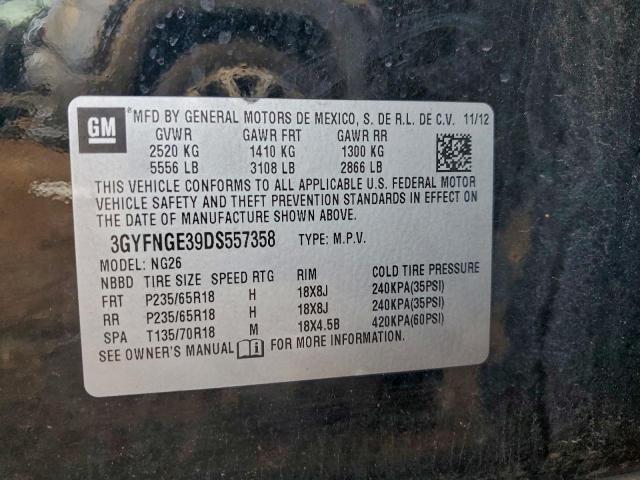 GM
*MFD BY GENERAL MOTORS DE MEXICO, S. DE R.L. DE C.V. 11/12
GVWR GAWR FRT GAWR RR
2520 KG 1410 KG 1300 KG
5556 LB 3108 LB 2866 LB
THIS VEHICLE CONFORMS TO ALL APPLICABLE U.S. FEDERAL MOTOR
VEHICLE SAFETY AND THEFT PREVENTION STANDARDS IN EFFECT ON
THE DATE OF MANUFACTURE SHOWN ABOVE.
3GYFNGE39DS557358 TYPE: M.P.V.
MODEL: NG26
NBBD TIRE SIZE SPEED RTG RIM COLD TIRE PRESSURE
FRT P235/65R18 H 18X8J 240KPA(35PSI)
RR P235/65R18 H 18X8J 240KPA(35PSI)
SPA T135/70R18 M 18X4.5B 420KPA(60PSI)
SEE OWNER'S MANUAL FOR MORE INFORMATION.